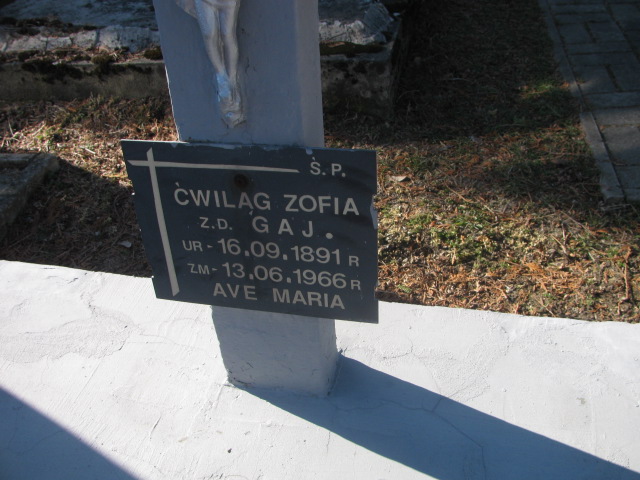 Ś.P.
ĆWILĄG ZOFIA
Z.D. GAJ.
UR - 16.09.1891 R
ZM - 13.06.1966 R
AVE MARIA